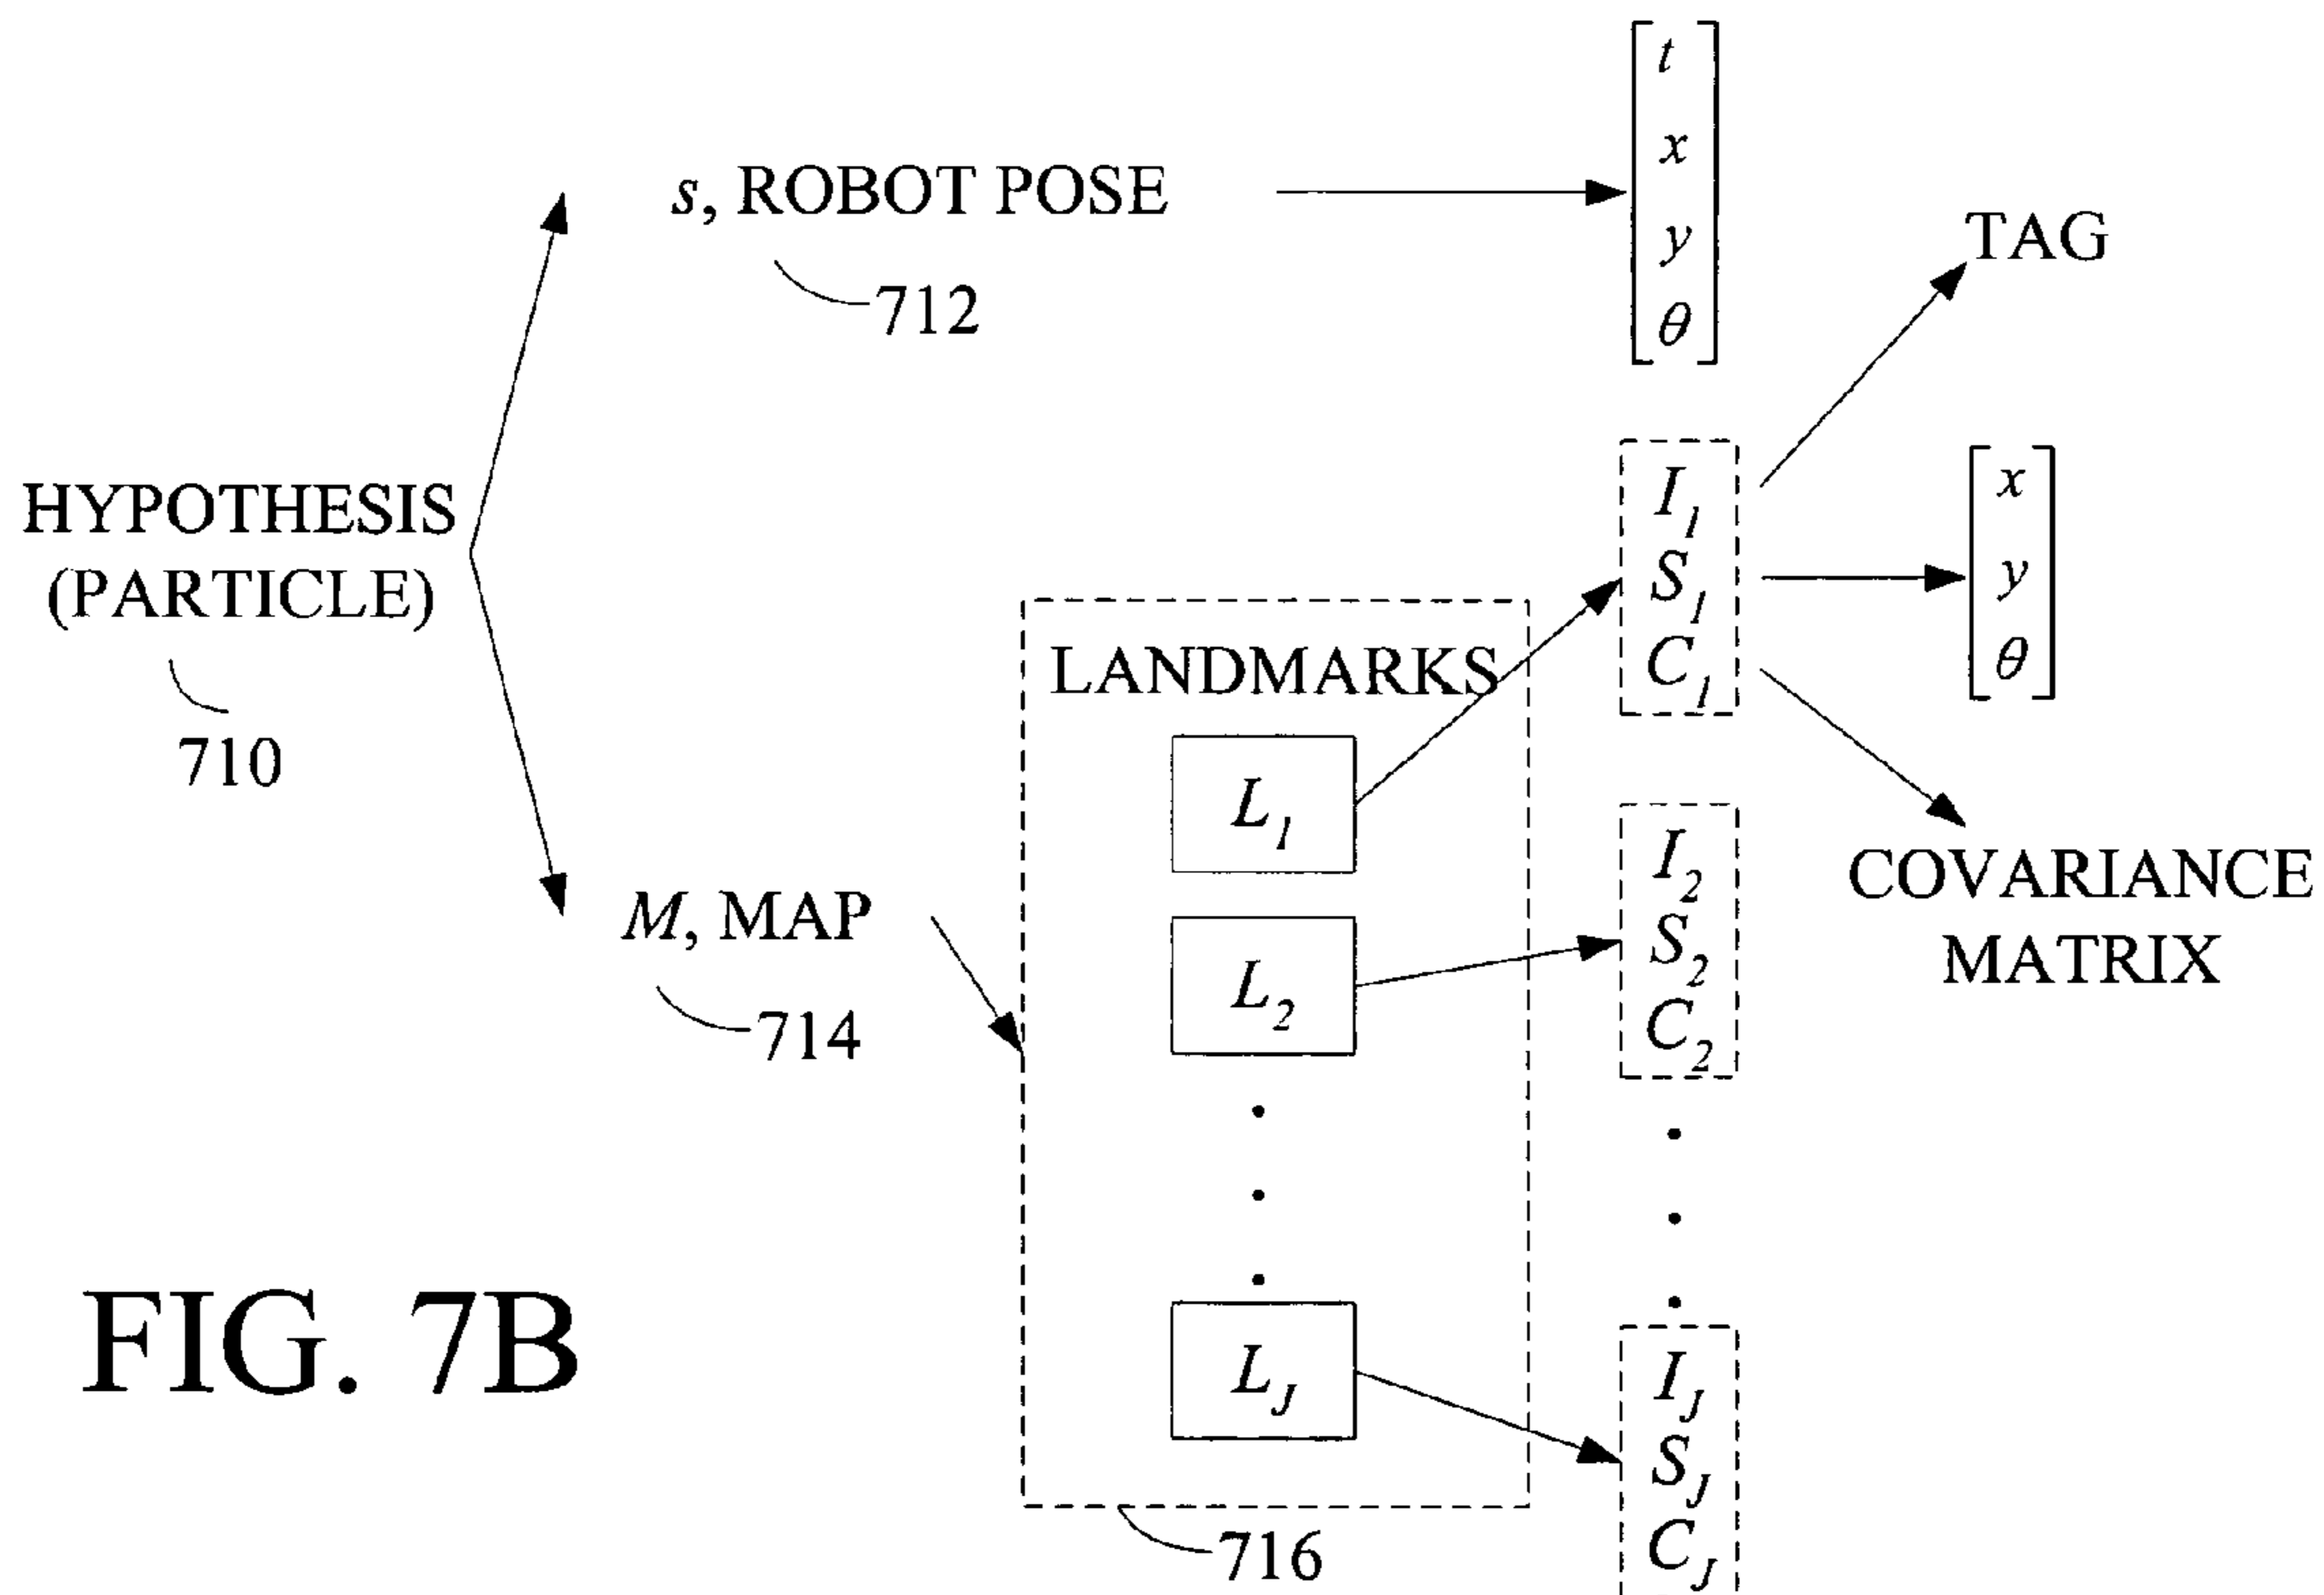 t
x
y
θ
s, ROBOT POSE
712
TAG
HYPOTHESIS
(PARTICLE)
710
I1
S1
C1
x
y
θ
LANDMARKS
L1
M, MAP
714
L2
I2
S2
C2
COVARIANCE
MATRIX
.
.
.
.
.
.
LJ
IJ
SJ
CJ
716
FIG. 7B